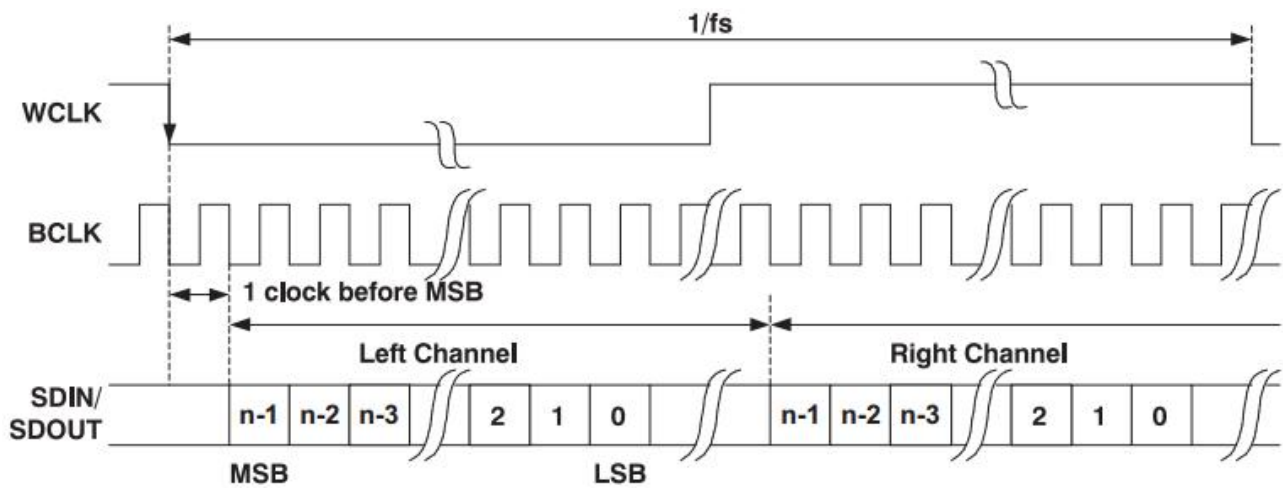 1/fs
WCLK
BCLK
1 clock before MSB
Left Channel Right Channel
SDIN/
SDOUT
n-1 n-2 n-3 2 1 0 n-1 n-2 n-3 2 1 0
MSB LSB